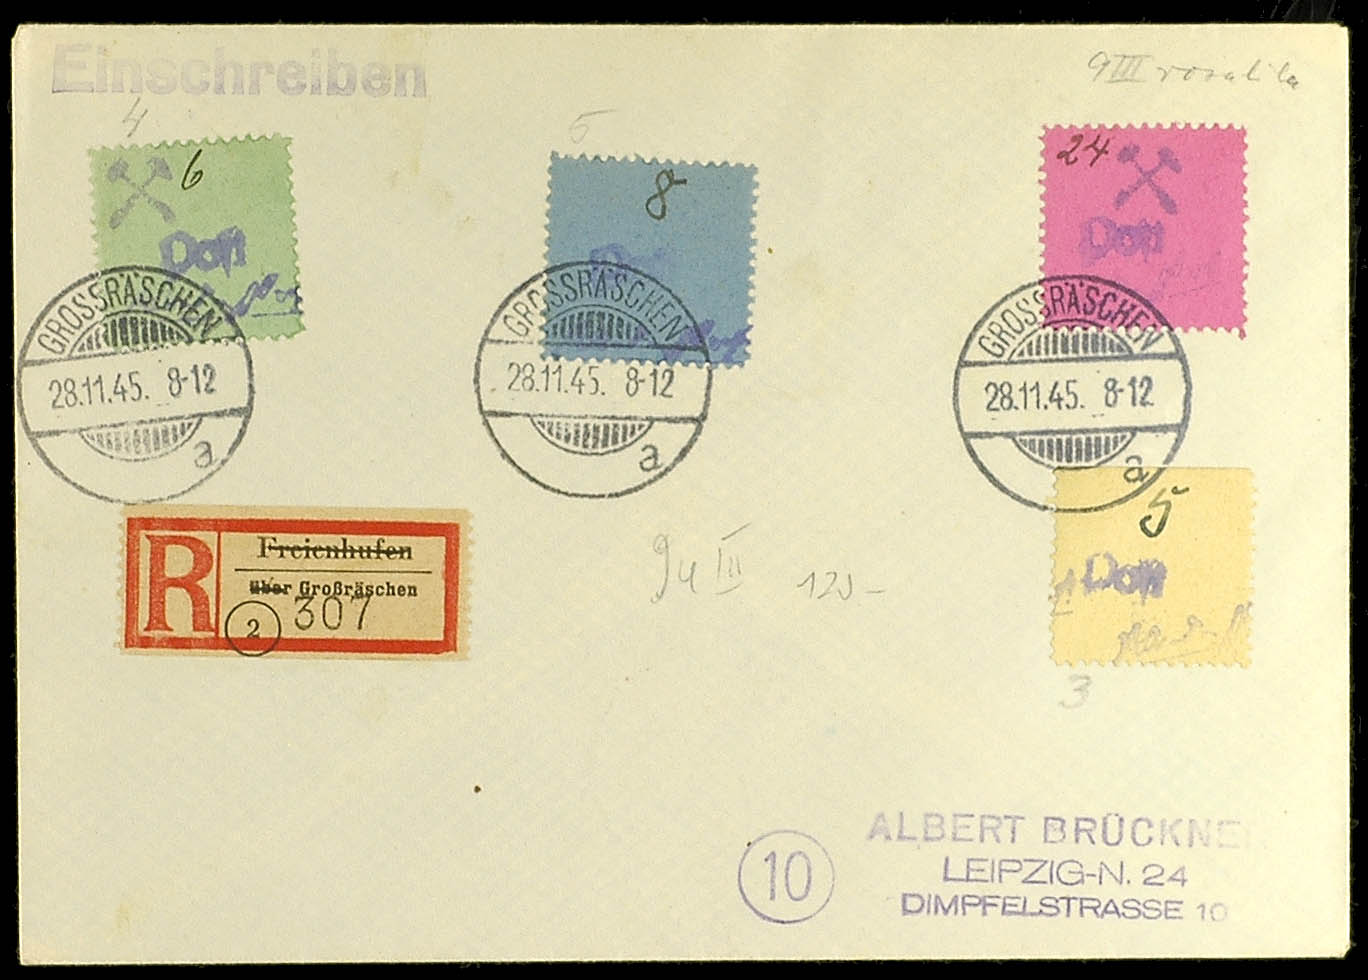 Einschreiben
9III rosalila
4
6
5
8
24
GROSSRÄSCHEN
28.11.45. 8-12
a
GROSSRÄSCHEN
28.11.45. 8-12
a
GROSSRÄSCHEN
28.11.45. 8-12
a
5
3
R
Freienhufen
über Großräschen
2 307
ALBERT BRÜCKNE
10 LEIPZIG-N. 24
DIMPFELSTRASSE 10